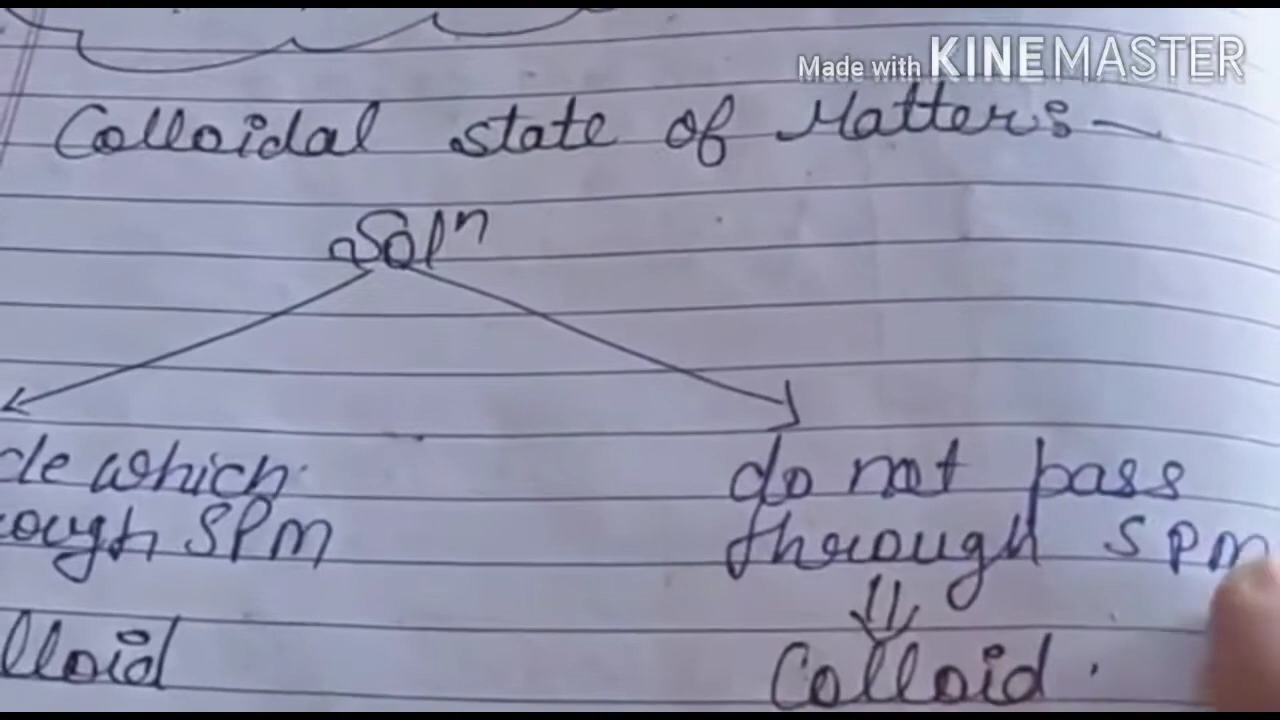 Made with KINEMASTER
Colloidal state of Matters -
Solⁿ
cle which
rough SPM
lloid
do not pass
through SPM
Colloid.